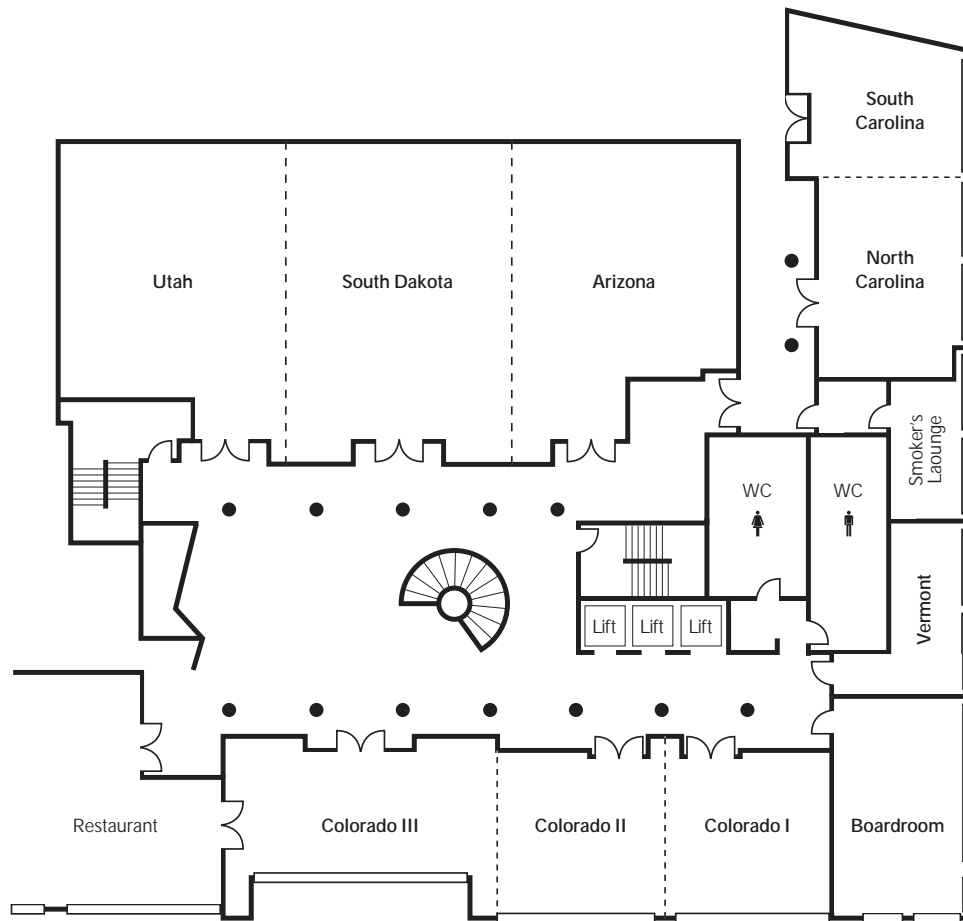 South
Carolina
Utah
South Dakota
Arizona
North
Carolina
Smoker's
Laounge
WC
WC
Vermont
Lift
Lift
Lift
Restaurant
Colorado III
Colorado II
Colorado I
Boardroom